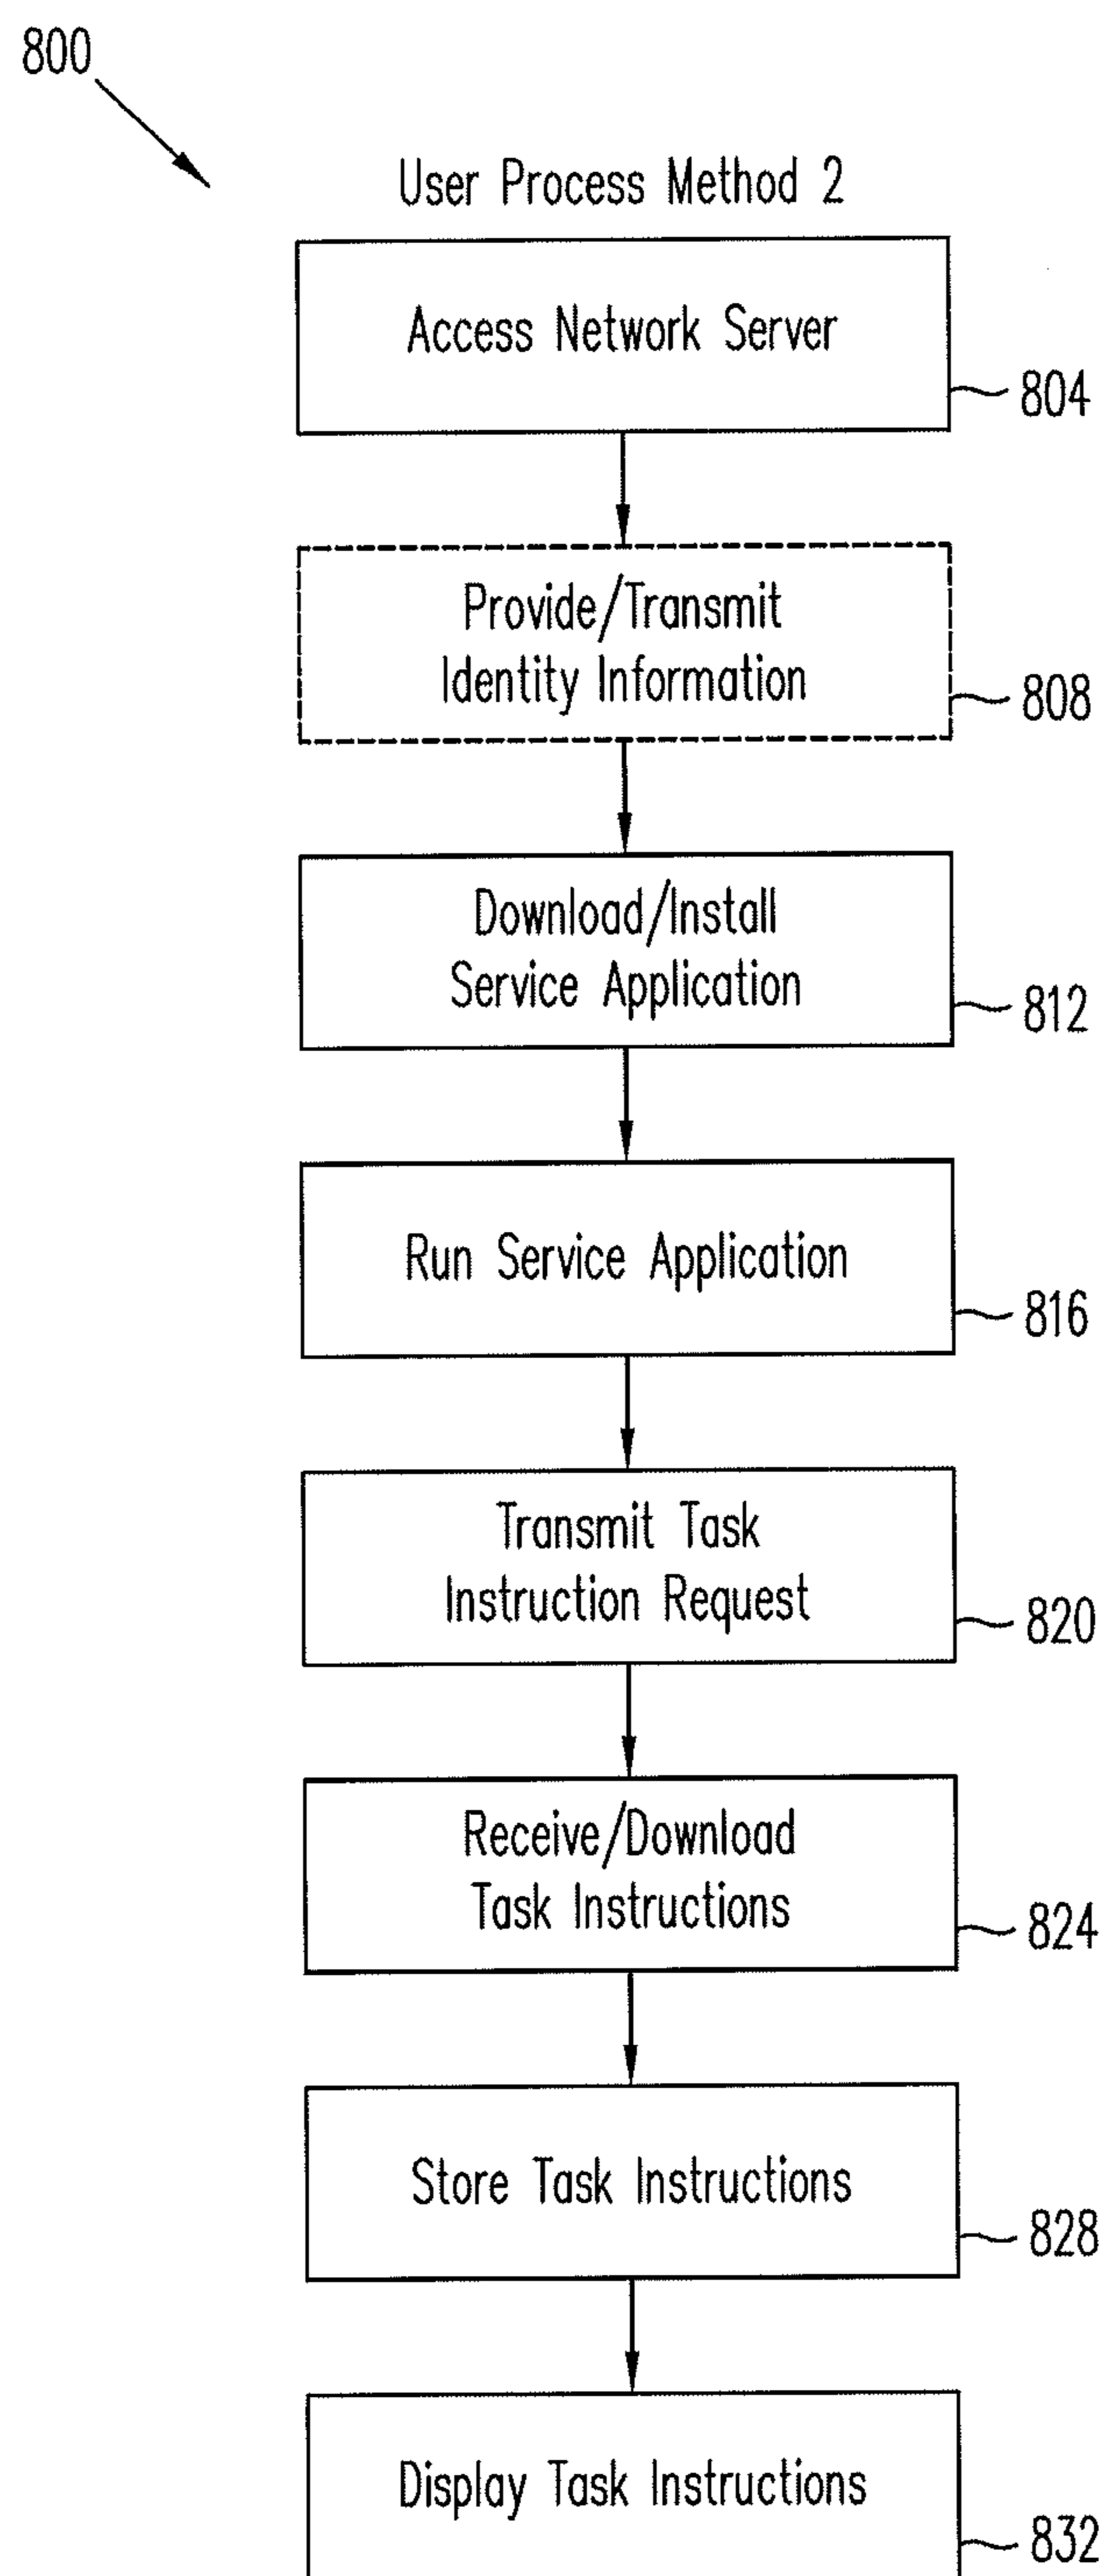 800
User Process Method 2
Access Network Server
804
Provide/Transmit
Identity Information
808
Download/Install
Service Application
812
Run Service Application
816
Transmit Task
Instruction Request
820
Receive/Download
Task Instructions
824
Store Task Instructions
828
Display Task Instructions
832